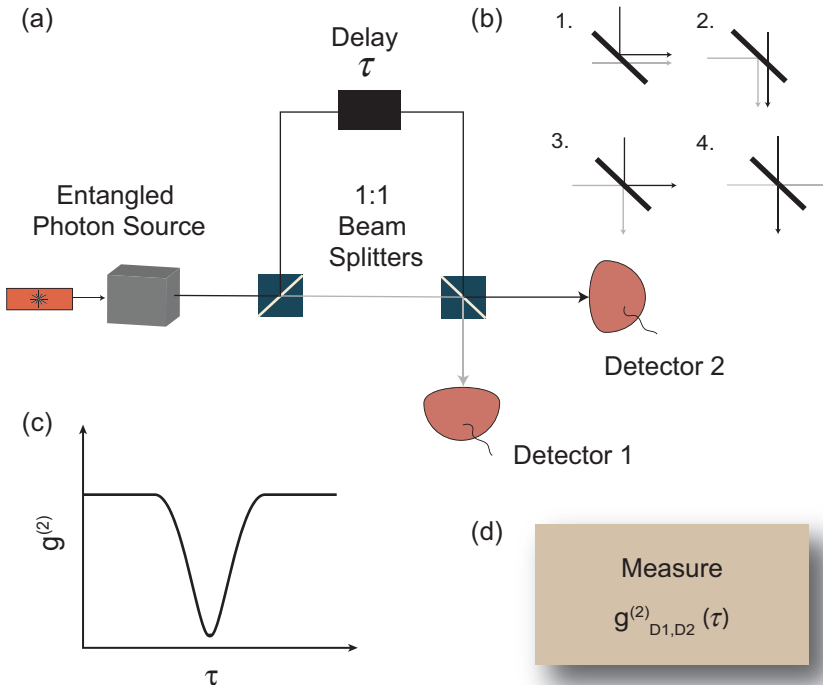 (a)
Delay
τ
Entangled
Photon Source
1:1
Beam
Splitters
Detector 2
Detector 1
(b)
1.
2.
3.
4.
(c)
g(2)
τ
(d)
Measure
g(2)D1,D2 (τ)